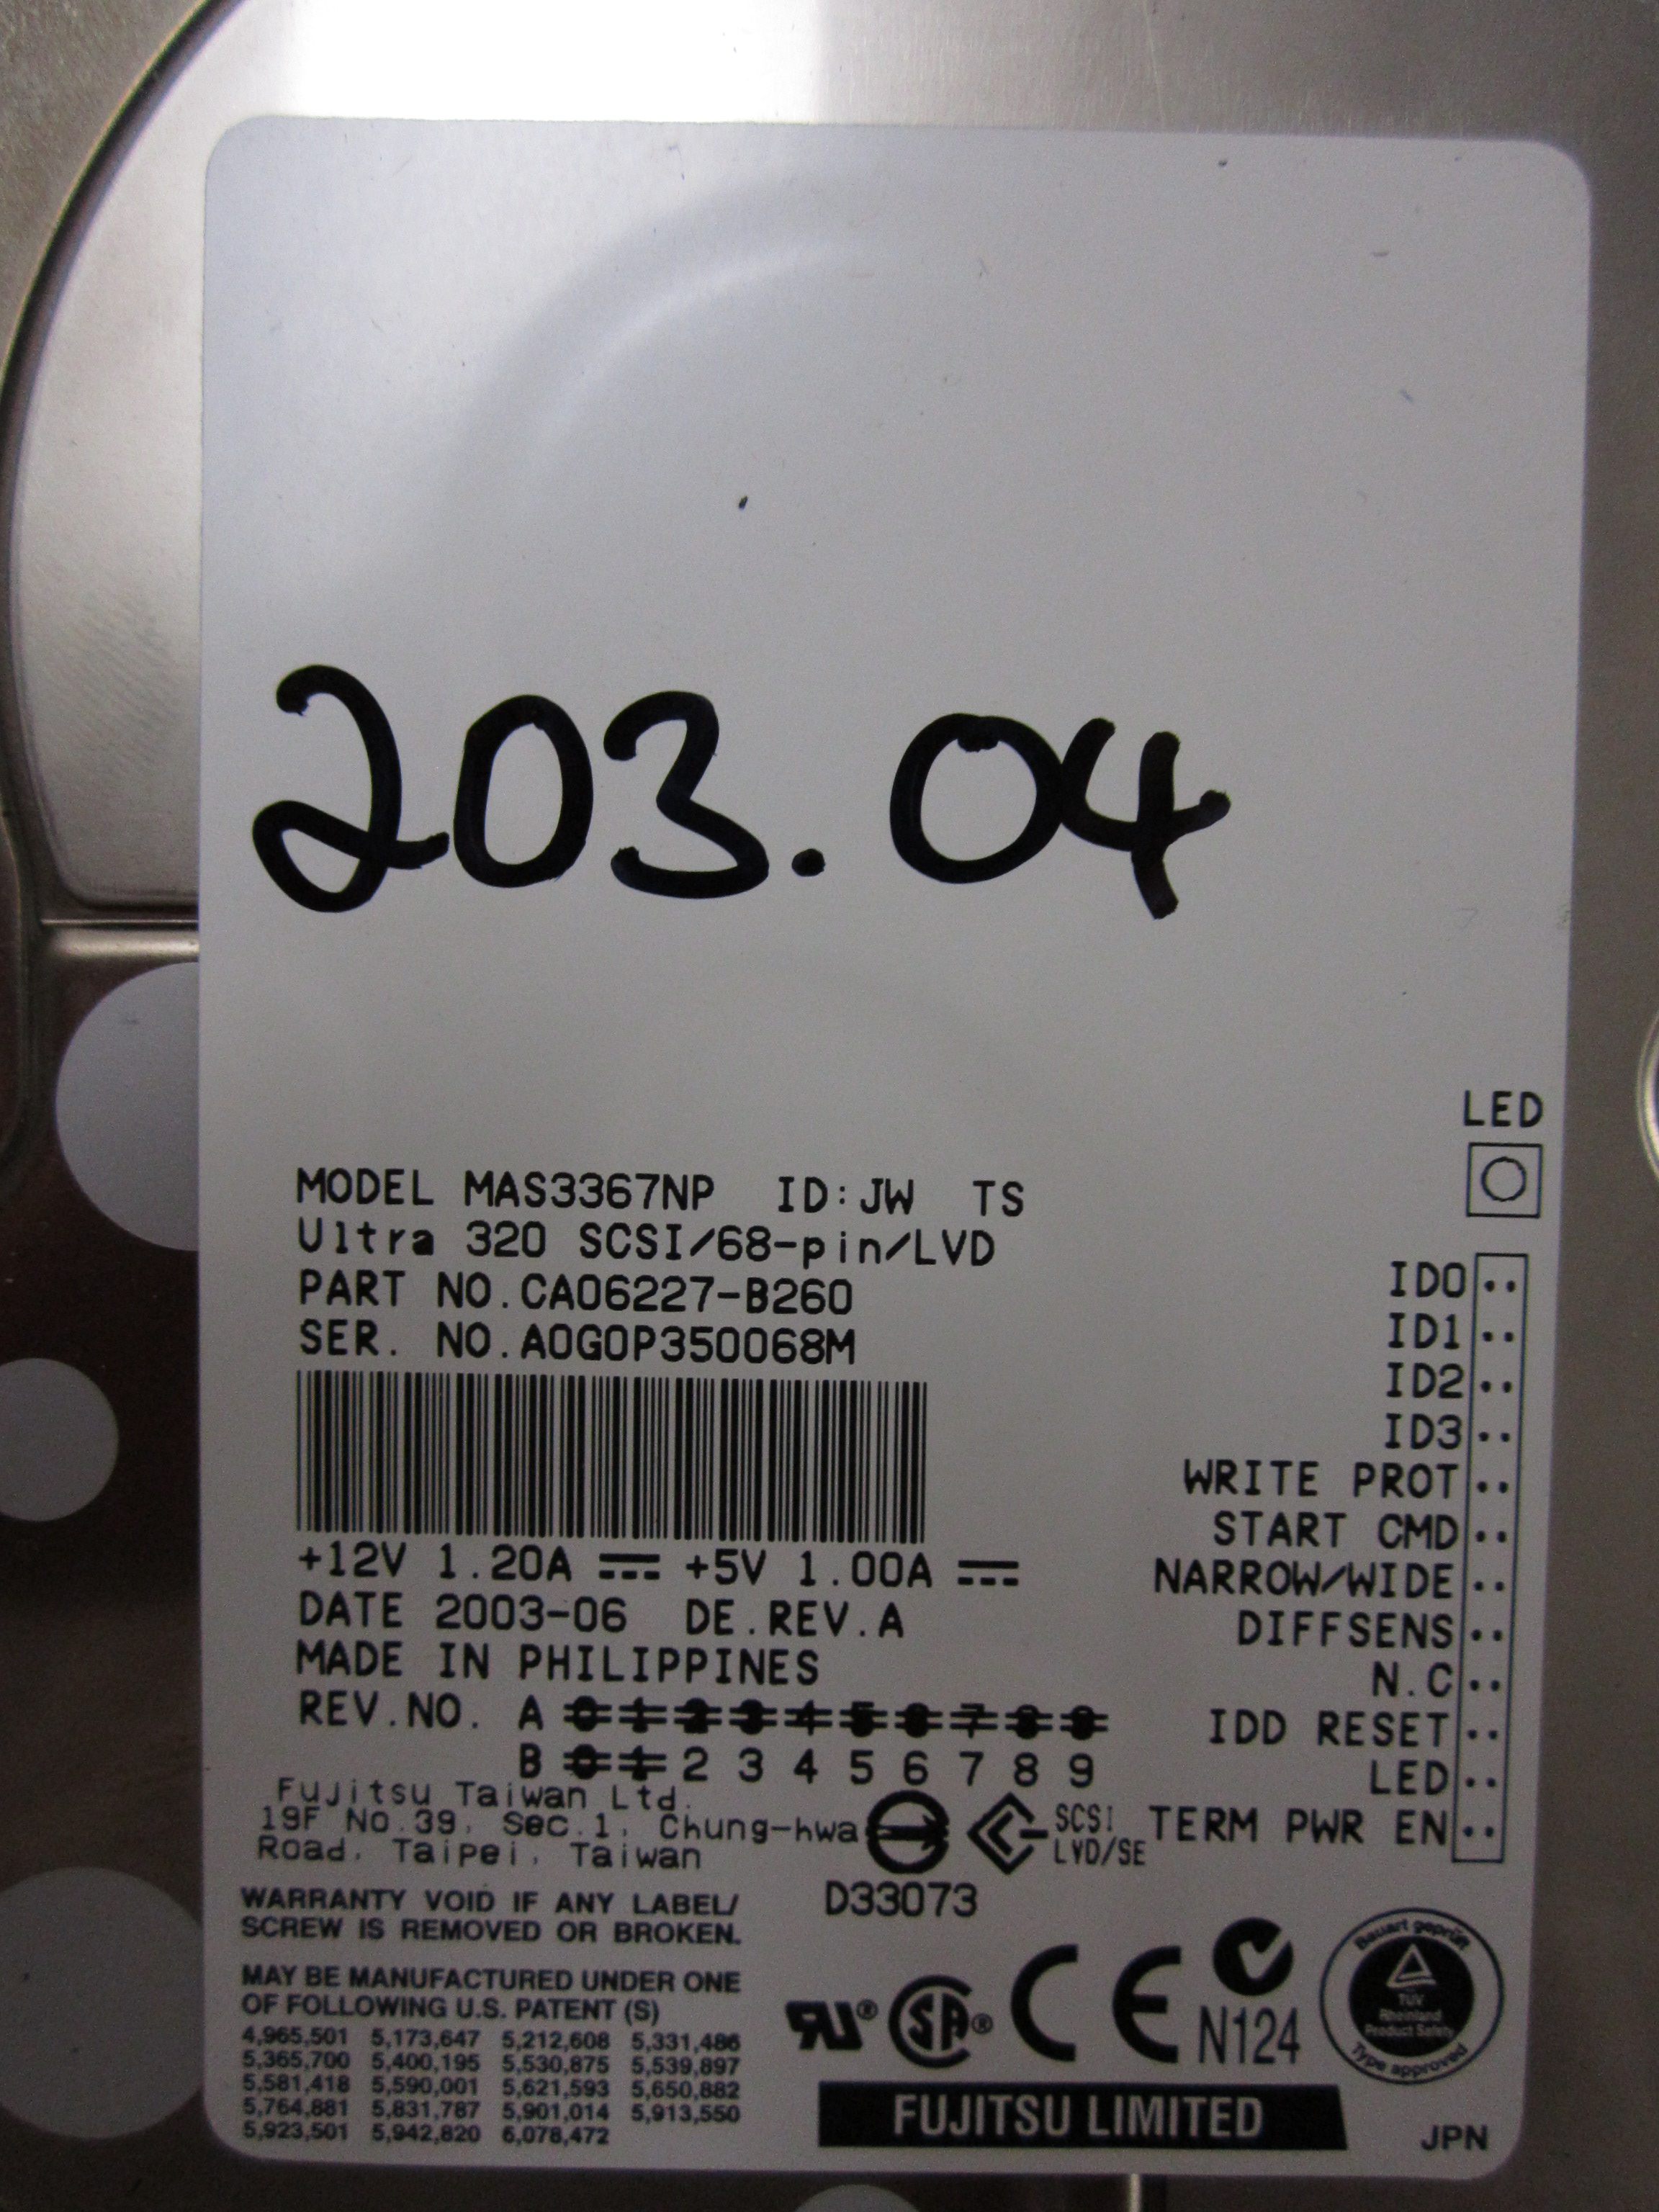 203.04
LED
MODEL MAS3367NP ID:JW TS
Ultra 320 SCSI/68-pin/LVD
PART NO.CA06227-B260
SER. NO.A0G0P350068M
ID0
ID1
ID2
ID3
WRITE PROT
START CMD
NARROW/WIDE
DIFFSENS
N.C
IDD RESET
LED
TERM PWR EN
+12V 1.20A +5V 1.00A
DATE 2003-06 DE.REV.A
MADE IN PHILIPPINES
REV.NO. A 0 1 2 3 4 5 6 7 8 9
B 0 1 2 3 4 5 6 7 8 9
Fujitsu Taiwan Ltd.
19F No.39, Sec.1, Chung-hwa
Road, Taipei, Taiwan
SCSI
LVD/SE
D33073
WARRANTY VOID IF ANY LABEL/
SCREW IS REMOVED OR BROKEN.
MAY BE MANUFACTURED UNDER ONE
OF FOLLOWING U.S. PATENT (S)
4,965,501 5,173,647 5,212,608 5,331,486
5,365,700 5,400,195 5,530,875 5,539,897
5,581,418 5,590,001 5,621,593 5,650,882
5,764,881 5,831,787 5,901,014 5,913,550
5,923,501 5,942,820 6,078,472
RU® SA® CE N124
Bauart geprüft
TÜV
Rheinland
Product Safety
Type approved
FUJITSU LIMITED
JPN